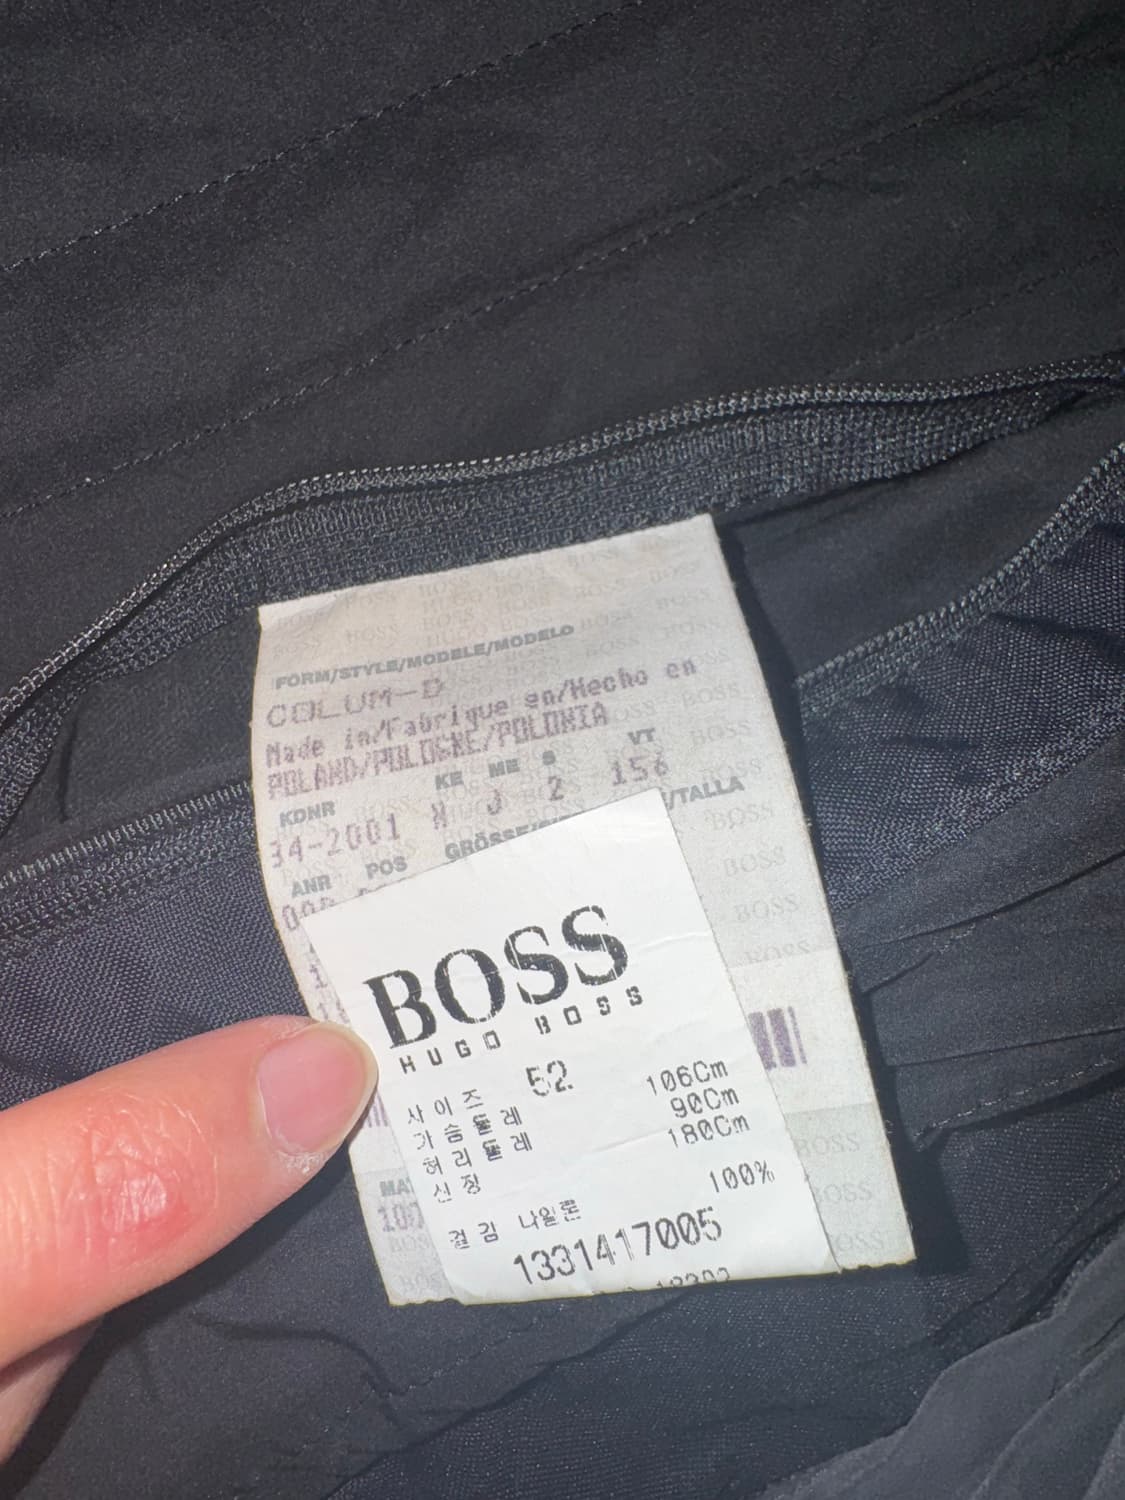 FORM/STYLE/MODELE/MODELO
COLUM-D
Made in/Fabrique en/Hecho en
POLAND/POLOGNE/POLONIA
KDNR KE ME S VT
34-2001 N J 2 156
ANR POS GRÖSSE/ /TALLA
BOSS
HUGO BOSS
사이즈 52
가슴둘레 106Cm
허리둘레 90Cm
신장 180Cm
겉감 나일론 100%
1331417005